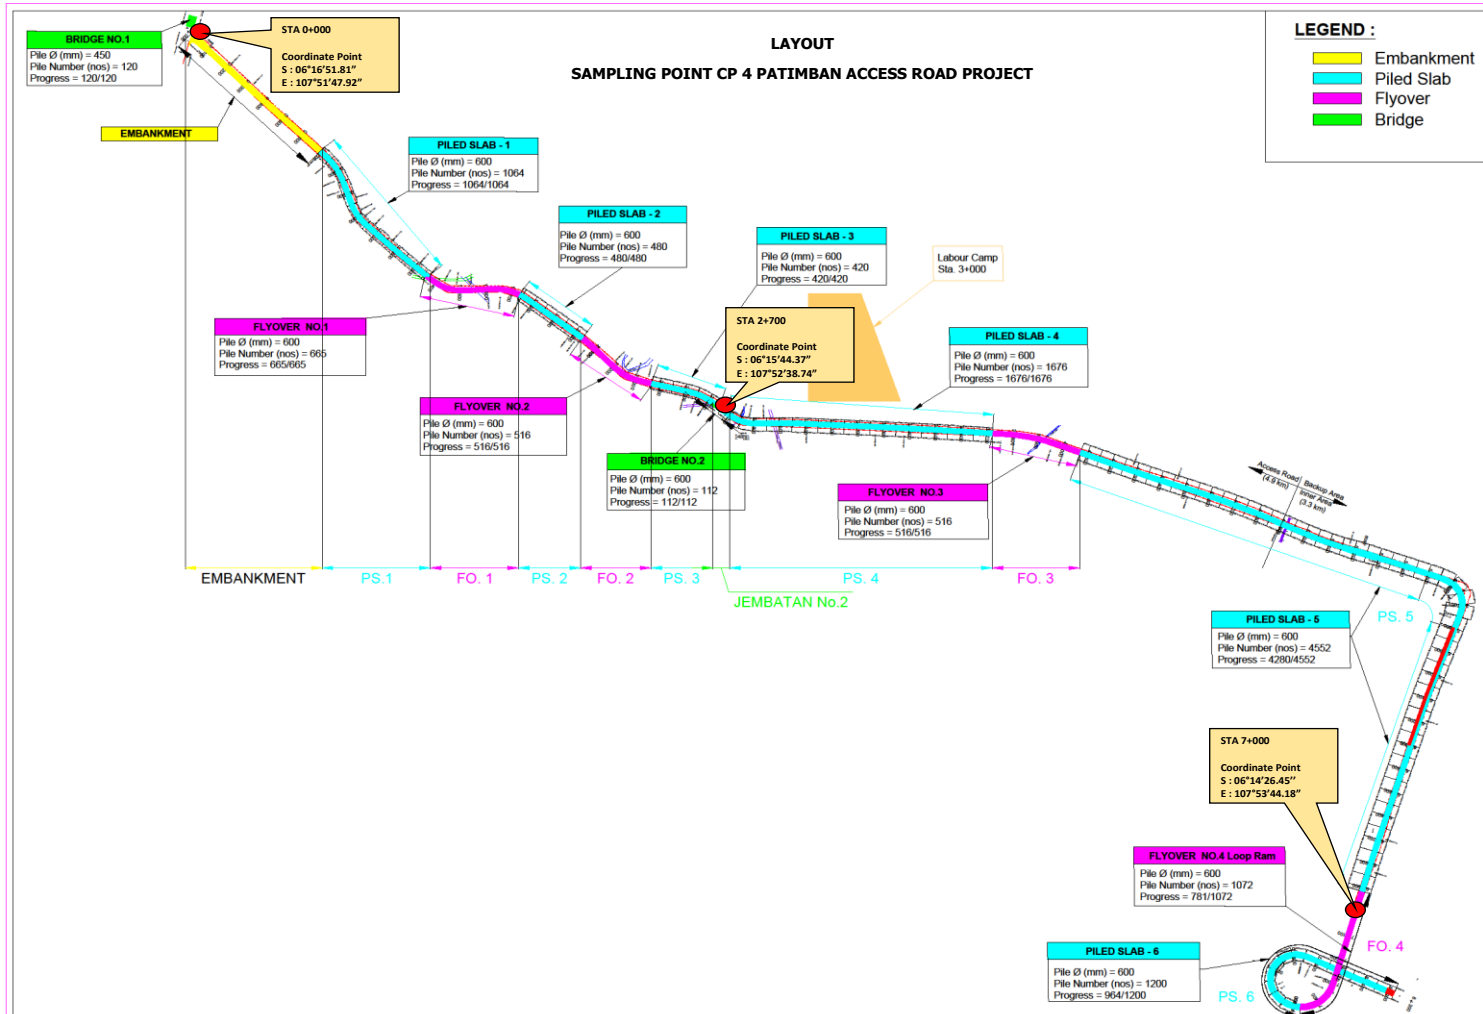 LAYOUT
SAMPLING POINT CP 4 PATIMBAN ACCESS ROAD PROJECT
LEGEND :
Embankment
Piled Slab
Flyover
Bridge
BRIDGE NO.1
Pile Ø (mm) = 450
Pile Number (nos) = 120
Progress = 120/120
STA 0+000
Coordinate Point
S : 06°16'51.81"
E : 107°51'47.92"
EMBANKMENT
PILED SLAB - 1
Pile Ø (mm) = 600
Pile Number (nos) = 1064
Progress = 1064/1064
PILED SLAB - 2
Pile Ø (mm) = 600
Pile Number (nos) = 480
Progress = 480/480
PILED SLAB - 3
Pile Ø (mm) = 600
Pile Number (nos) = 420
Progress = 420/420
Labour Camp
Sta. 3+000
FLYOVER NO.1
Pile Ø (mm) = 600
Pile Number (nos) = 665
Progress = 665/665
STA 2+700
Coordinate Point
S : 06°15'44.37"
E : 107°52'38.74"
PILED SLAB - 4
Pile Ø (mm) = 600
Pile Number (nos) = 1676
Progress = 1676/1676
FLYOVER NO.2
Pile Ø (mm) = 600
Pile Number (nos) = 516
Progress = 516/516
BRIDGE NO.2
Pile Ø (mm) = 600
Pile Number (nos) = 112
Progress = 112/112
FLYOVER NO.3
Pile Ø (mm) = 600
Pile Number (nos) = 516
Progress = 516/516
Access Road
(4.9 km)
Backup Area
Inner Area
(3.3 km)
EMBANKMENT
PS.1
FO. 1
PS. 2
FO. 2
PS. 3
PS. 4
FO. 3
JEMBATAN No.2
PS. 5
PILED SLAB - 5
Pile Ø (mm) = 600
Pile Number (nos) = 4552
Progress = 4280/4552
STA 7+000
Coordinate Point
S : 06°14'26.45''
E : 107°53'44.18"
FLYOVER NO.4 Loop Ram
Pile Ø (mm) = 600
Pile Number (nos) = 1072
Progress = 781/1072
FO. 4
PILED SLAB - 6
Pile Ø (mm) = 600
Pile Number (nos) = 1200
Progress = 964/1200
PS. 6